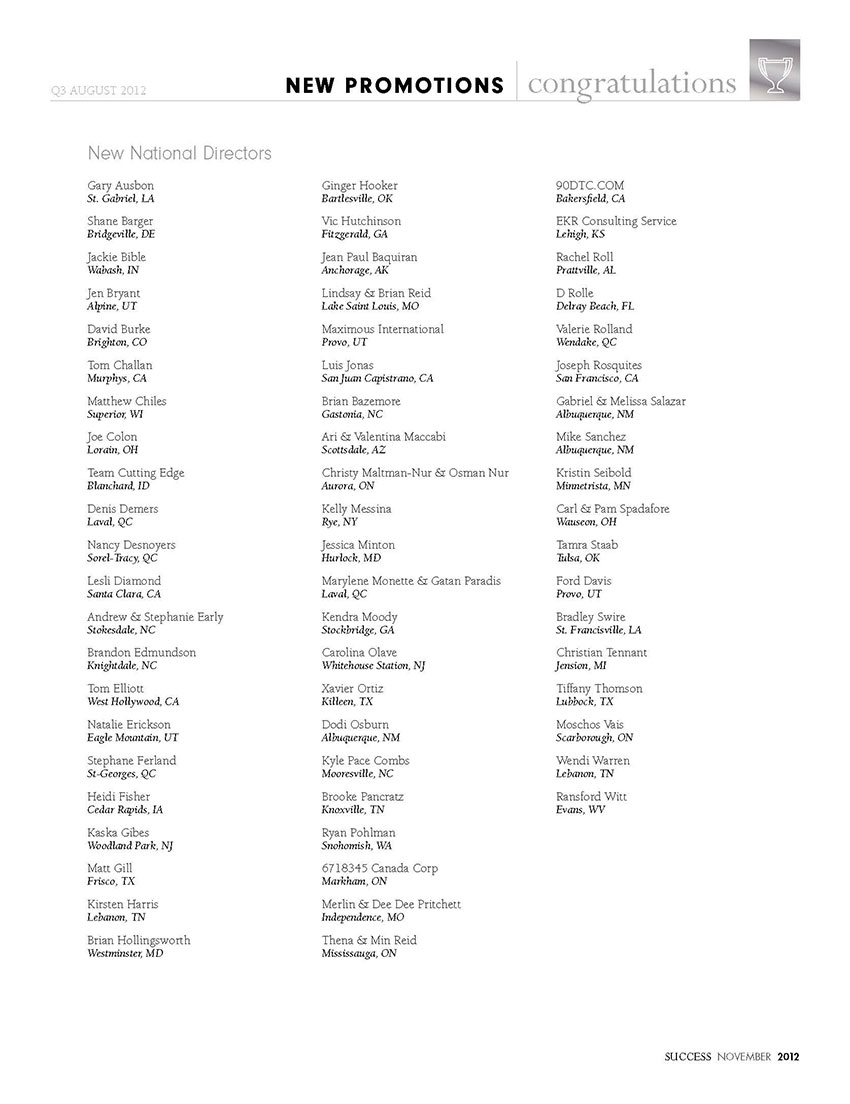 Q3 AUGUST 2012
NEW PROMOTIONS
congratulations
New National Directors
Gary Ausbon
St. Gabriel, LA
Shane Barger
Bridgeville, DE
Jackie Bible
Wabash, IN
Jen Bryant
Alpine, UT
David Burke
Brighton, CO
Tom Challan
Murphys, CA
Matthew Chiles
Superior, WI
Joe Colon
Lorain, OH
Team Cutting Edge
Blanchard, ID
Denis Demers
Laval, QC
Nancy Desnoyers
Sorel-Tracy, QC
Lesli Diamond
Santa Clara, CA
Andrew & Stephanie Early
Stokesdale, NC
Brandon Edmundson
Knightdale, NC
Tom Elliott
West Hollywood, CA
Natalie Erickson
Eagle Mountain, UT
Stephane Ferland
St-Georges, QC
Heidi Fisher
Cedar Rapids, IA
Kaska Gibes
Woodland Park, NJ
Matt Gill
Frisco, TX
Kirsten Harris
Lebanon, TN
Brian Hollingsworth
Westminster, MD
Ginger Hooker
Bartlesville, OK
Vic Hutchinson
Fitzgerald, GA
Jean Paul Baquiran
Anchorage, AK
Lindsay & Brian Reid
Lake Saint Louis, MO
Maximous International
Provo, UT
Luis Jonas
San Juan Capistrano, CA
Brian Bazemore
Gastonia, NC
Ari & Valentina Maccabi
Scottsdale, AZ
Christy Maltman-Nur & Osman Nur
Aurora, ON
Kelly Messina
Rye, NY
Jessica Minton
Hurlock, MD
Marylene Monette & Gatan Paradis
Laval, QC
Kendra Moody
Stockbridge, GA
Carolina Olave
Whitehouse Station, NJ
Xavier Ortiz
Killeen, TX
Dodi Osburn
Albuquerque, NM
Kyle Pace Combs
Mooresville, NC
Brooke Pancratz
Knoxville, TN
Ryan Pohlman
Snohomish, WA
6718345 Canada Corp
Markham, ON
Merlin & Dee Dee Pritchett
Independence, MO
Thena & Min Reid
Mississauga, ON
90DTC.COM
Bakersfield, CA
EKR Consulting Service
Lehigh, KS
Rachel Roll
Prattville, AL
D Rolle
Delray Beach, FL
Valerie Rolland
Wendake, QC
Joseph Rosquites
San Francisco, CA
Gabriel & Melissa Salazar
Albuquerque, NM
Mike Sanchez
Albuquerque, NM
Kristin Seibold
Minnetrista, MN
Carl & Pam Spadafore
Wauseon, OH
Tamra Staab
Tulsa, OK
Ford Davis
Provo, UT
Bradley Swire
St. Francisville, LA
Christian Tennant
Jension, MI
Tiffany Thomson
Lubbock, TX
Moschos Vais
Scarborough, ON
Wendi Warren
Lebanon, TN
Ransford Witt
Evans, WV
SUCCESS NOVEMBER 2012